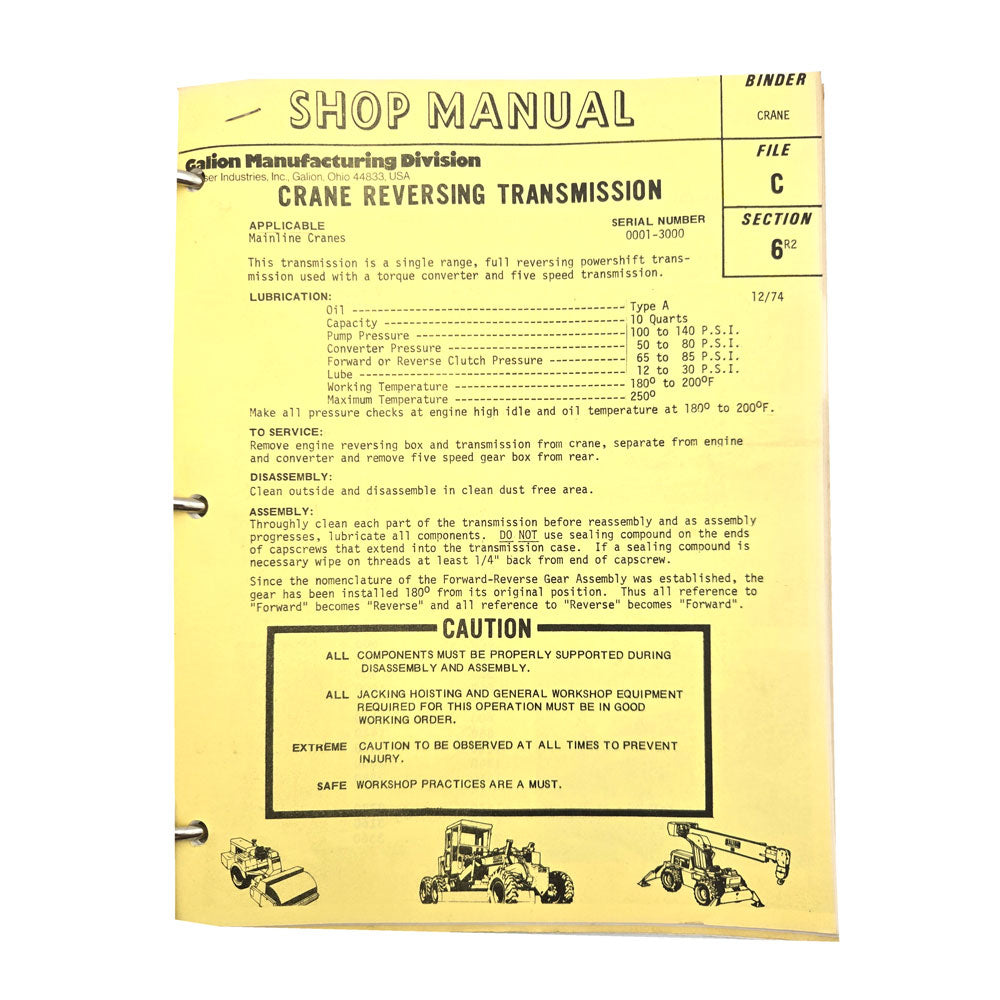 SHOP MANUAL
BINDER
CRANE
FILE
C
SECTION
6R2
Galion Manufacturing Division
Industries, Inc., Galion, Ohio 44833, USA
CRANE REVERSING TRANSMISSION
APPLICABLE
Mainline Cranes
SERIAL NUMBER
0001-3000
This transmission is a single range, full reversing powershift trans-
mission used with a torque converter and five speed transmission.
12/74
LUBRICATION:
Oil ---------------------------------------- Type A
Capacity ----------------------------------- 10 Quarts
Pump Pressure ------------------------------ 100 to 140 P.S.I.
Converter Pressure ------------------------- 50 to 80 P.S.I.
Forward or Reverse Clutch Pressure ----------- 65 to 85 P.S.I.
Lube --------------------------------------- 12 to 30 P.S.I.
Working Temperature ------------------------ 180º to 200ºF
Maximum Temperature ------------------------ 250º
Make all pressure checks at engine high idle and oil temperature at 180º to 200ºF.
TO SERVICE:
Remove engine reversing box and transmission from crane, separate from engine
and converter and remove five speed gear box from rear.
DISASSEMBLY:
Clean outside and disassemble in clean dust free area.
ASSEMBLY:
Throughly clean each part of the transmission before reassembly and as assembly
progresses, lubricate all components. DO NOT use sealing compound on the ends
of capscrews that extend into the transmission case. If a sealing compound is
necessary wipe on threads at least 1/4" back from end of capscrew.
Since the nomenclature of the Forward-Reverse Gear Assembly was established, the
gear has been installed 180º from its original position. Thus all reference to
"Forward" becomes "Reverse" and all reference to "Reverse" becomes "Forward".
CAUTION
ALL COMPONENTS MUST BE PROPERLY SUPPORTED DURING
DISASSEMBLY AND ASSEMBLY.
ALL JACKING HOISTING AND GENERAL WORKSHOP EQUIPMENT
REQUIRED FOR THIS OPERATION MUST BE IN GOOD
WORKING ORDER.
EXTREME CAUTION TO BE OBSERVED AT ALL TIMES TO PREVENT
INJURY.
SAFE WORKSHOP PRACTICES ARE A MUST.